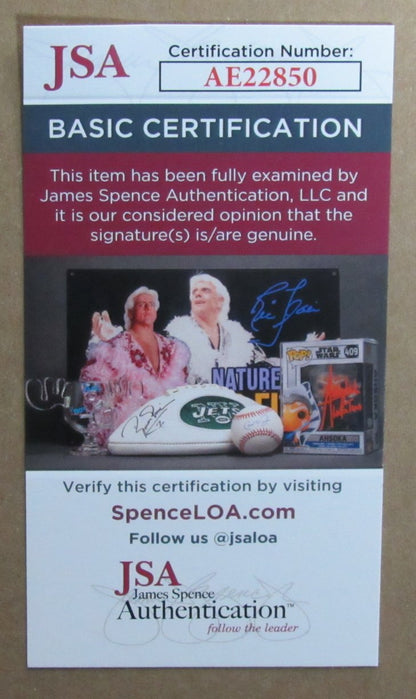 JSA
Certification Number:
AE22850
BASIC CERTIFICATION
This item has been fully examined by
James Spence Authentication, LLC and
it is our considered opinion that the
signature(s) is/are genuine.
NATURE
JETS
POP!
STAR WARS
409
AHSOKA
Verify this certification by visiting
SpenceLOA.com
Follow us @jsaloa
JSA
James Spence
Authentication™
follow the leader